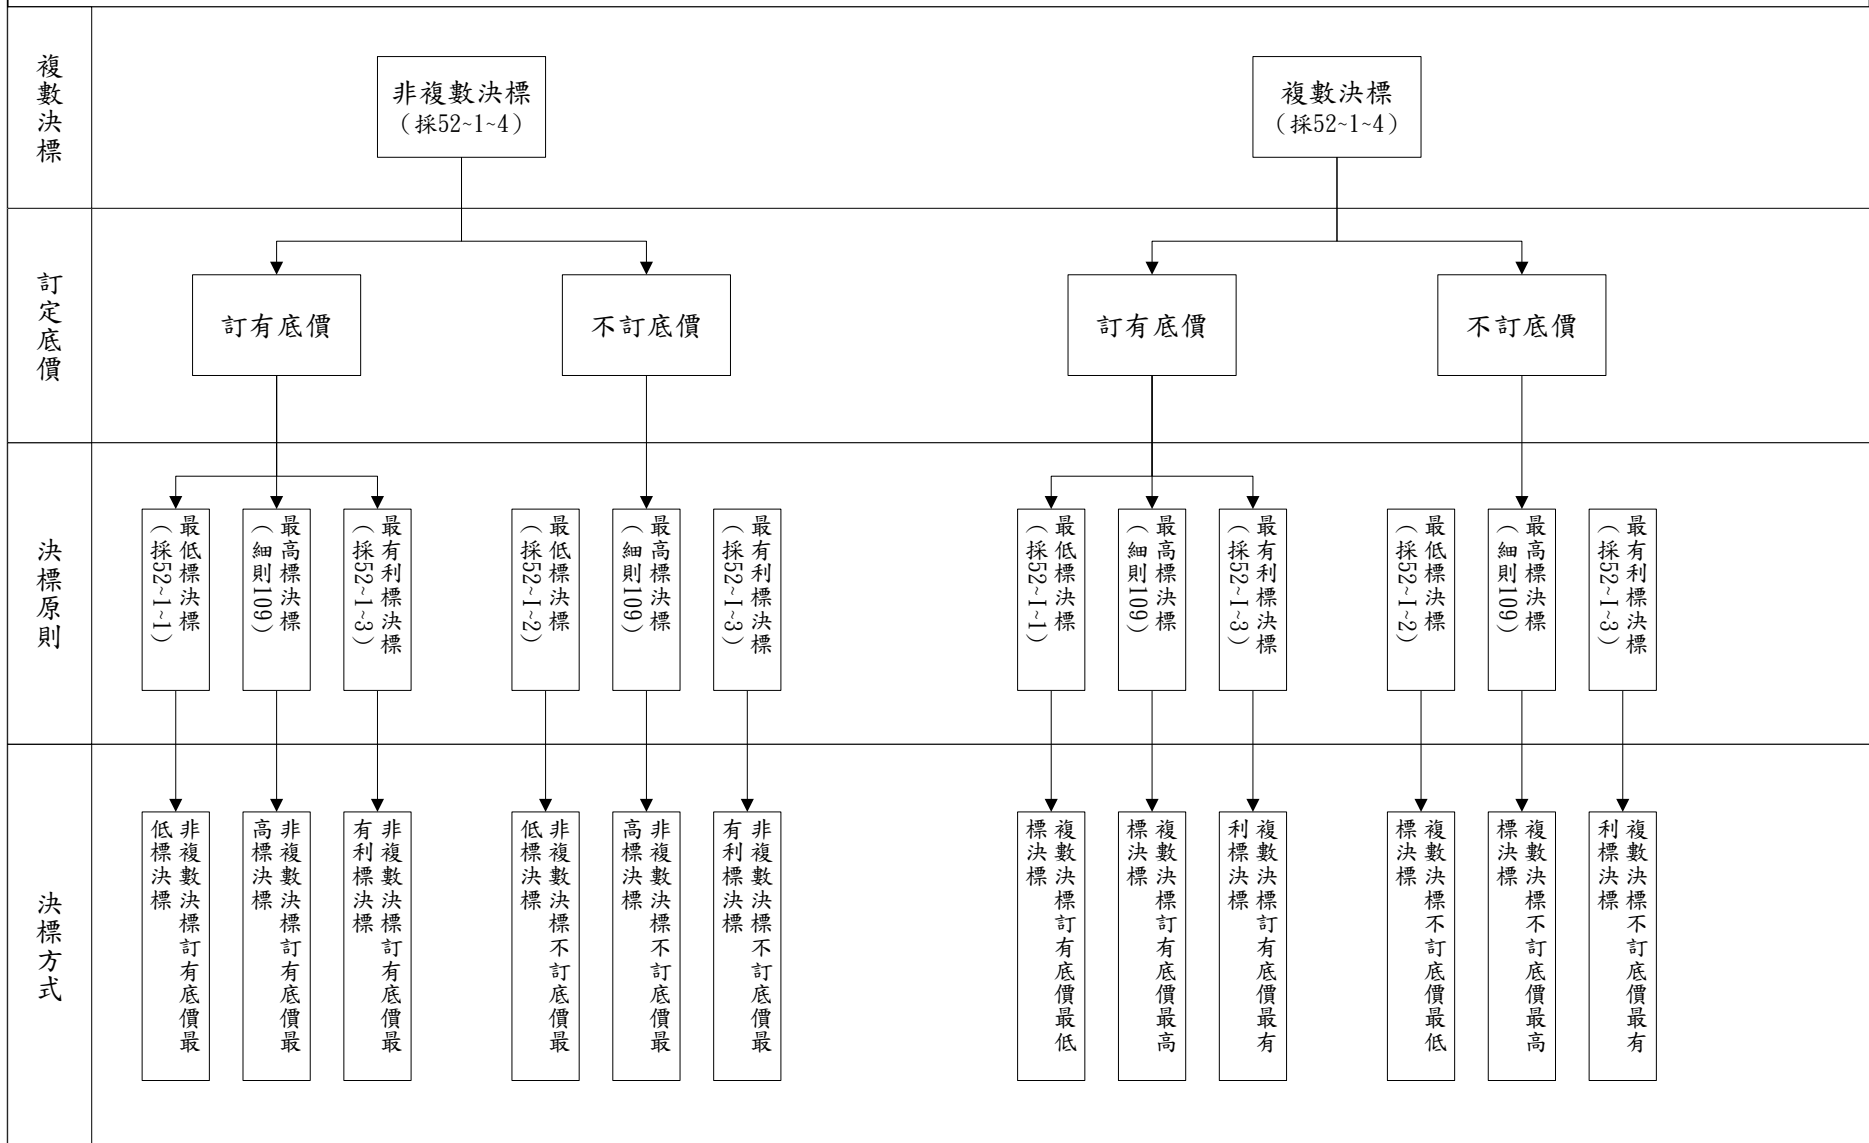 複數決標
非複數決標
（採52~1~4）
複數決標
（採52~1~4）
訂定底價
訂有底價
不訂底價
訂有底價
不訂底價
決標原則
最低標決標
（採52~1~1）
最高標決標
（細則109）
最有利標決標
（採52~1~3）
最低標決標
（採52~I~2）
最高標決標
（細則109）
最有利標決標
（採52~I~3）
最低標決標
（採52~I~1）
最高標決標
（細則109）
最有利標決標
（採52~I~3）
最低標決標
（採52~I~2）
最高標決標
（細則109）
最有利標決標
（採52~I~3）
決標方式
非複數決標訂有底價最
低標決標
非複數決標訂有底價最
高標決標
非複數決標訂有底價最
有利標決標
非複數決標不訂底價最
低標決標
非複數決標不訂底價最
高標決標
非複數決標不訂底價最
有利標決標
複數決標訂有底價最低
標決標
複數決標訂有底價最高
標決標
複數決標訂有底價最有
利標決標
複數決標不訂底價最低
標決標
複數決標不訂底價最高
標決標
複數決標不訂底價最有
利標決標